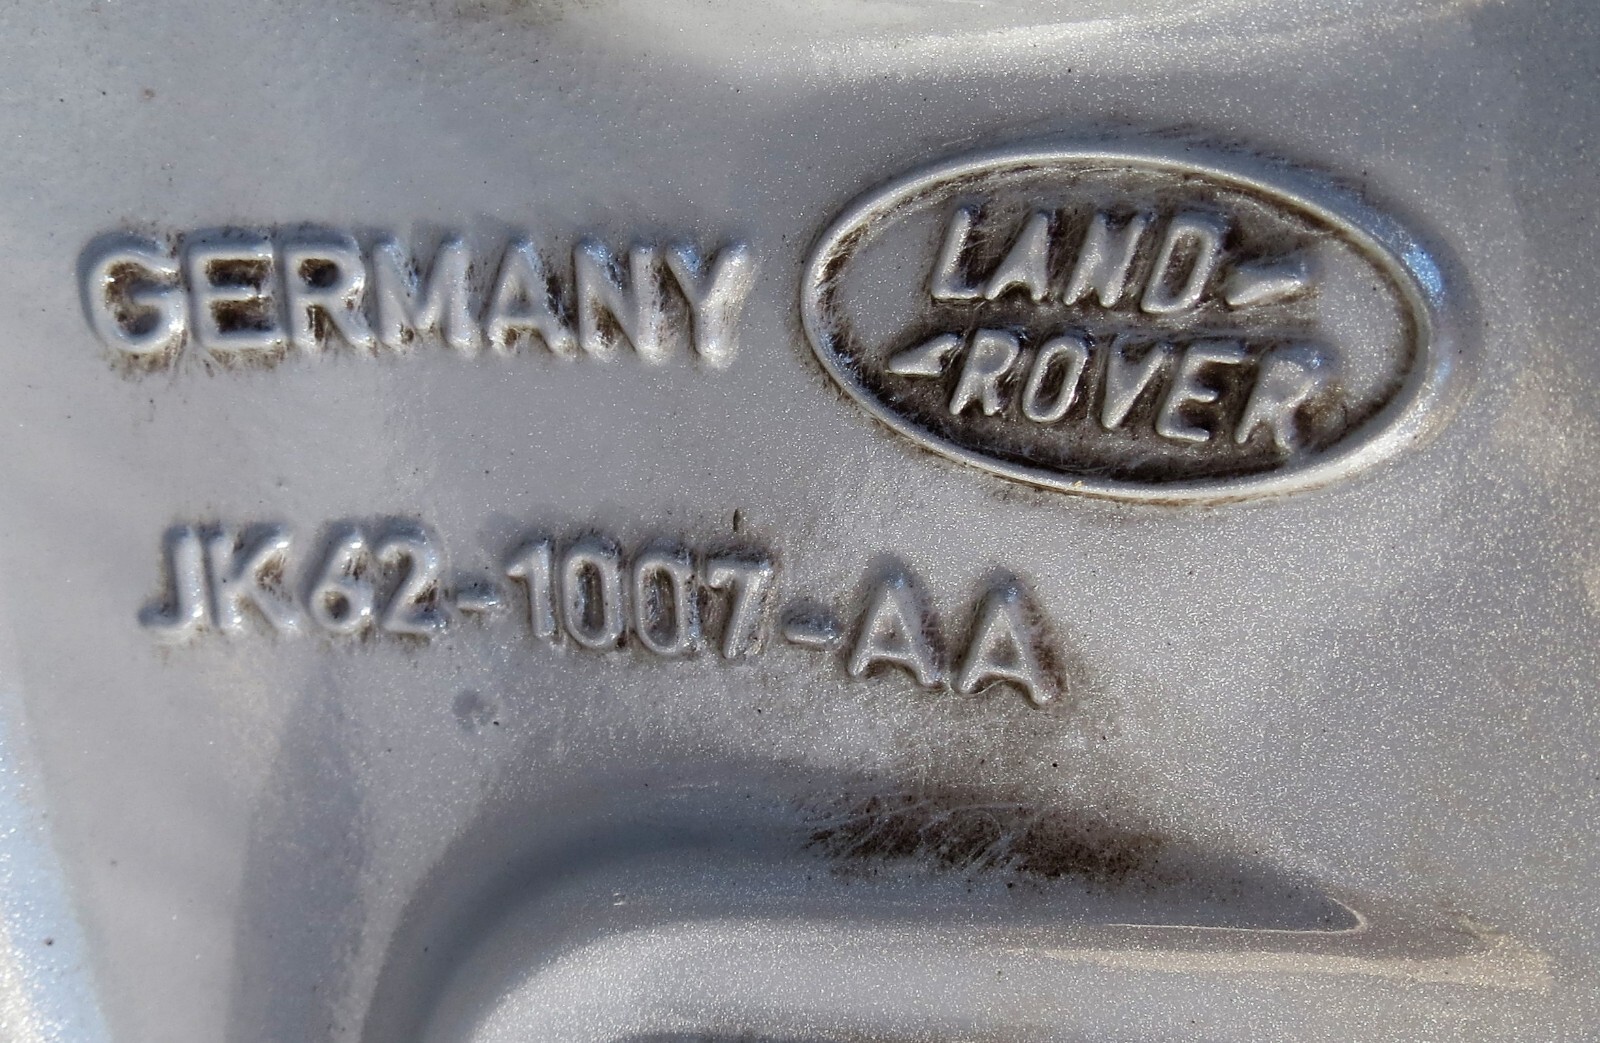 GERMANY
LAND
ROVER
JK62-1007-AA